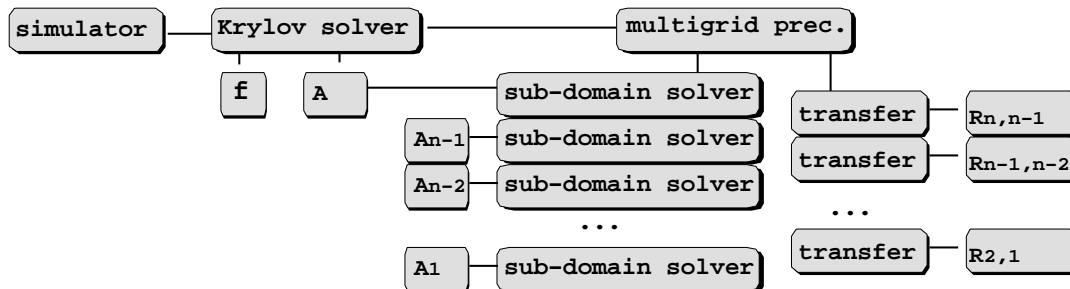 simulator Krylov solver multigrid prec.
f A sub-domain solver
transfer Rn,n-1
An-1 sub-domain solver
transfer Rn-1,n-2
An-2 sub-domain solver
...
...
transfer R2,1
A1 sub-domain solver